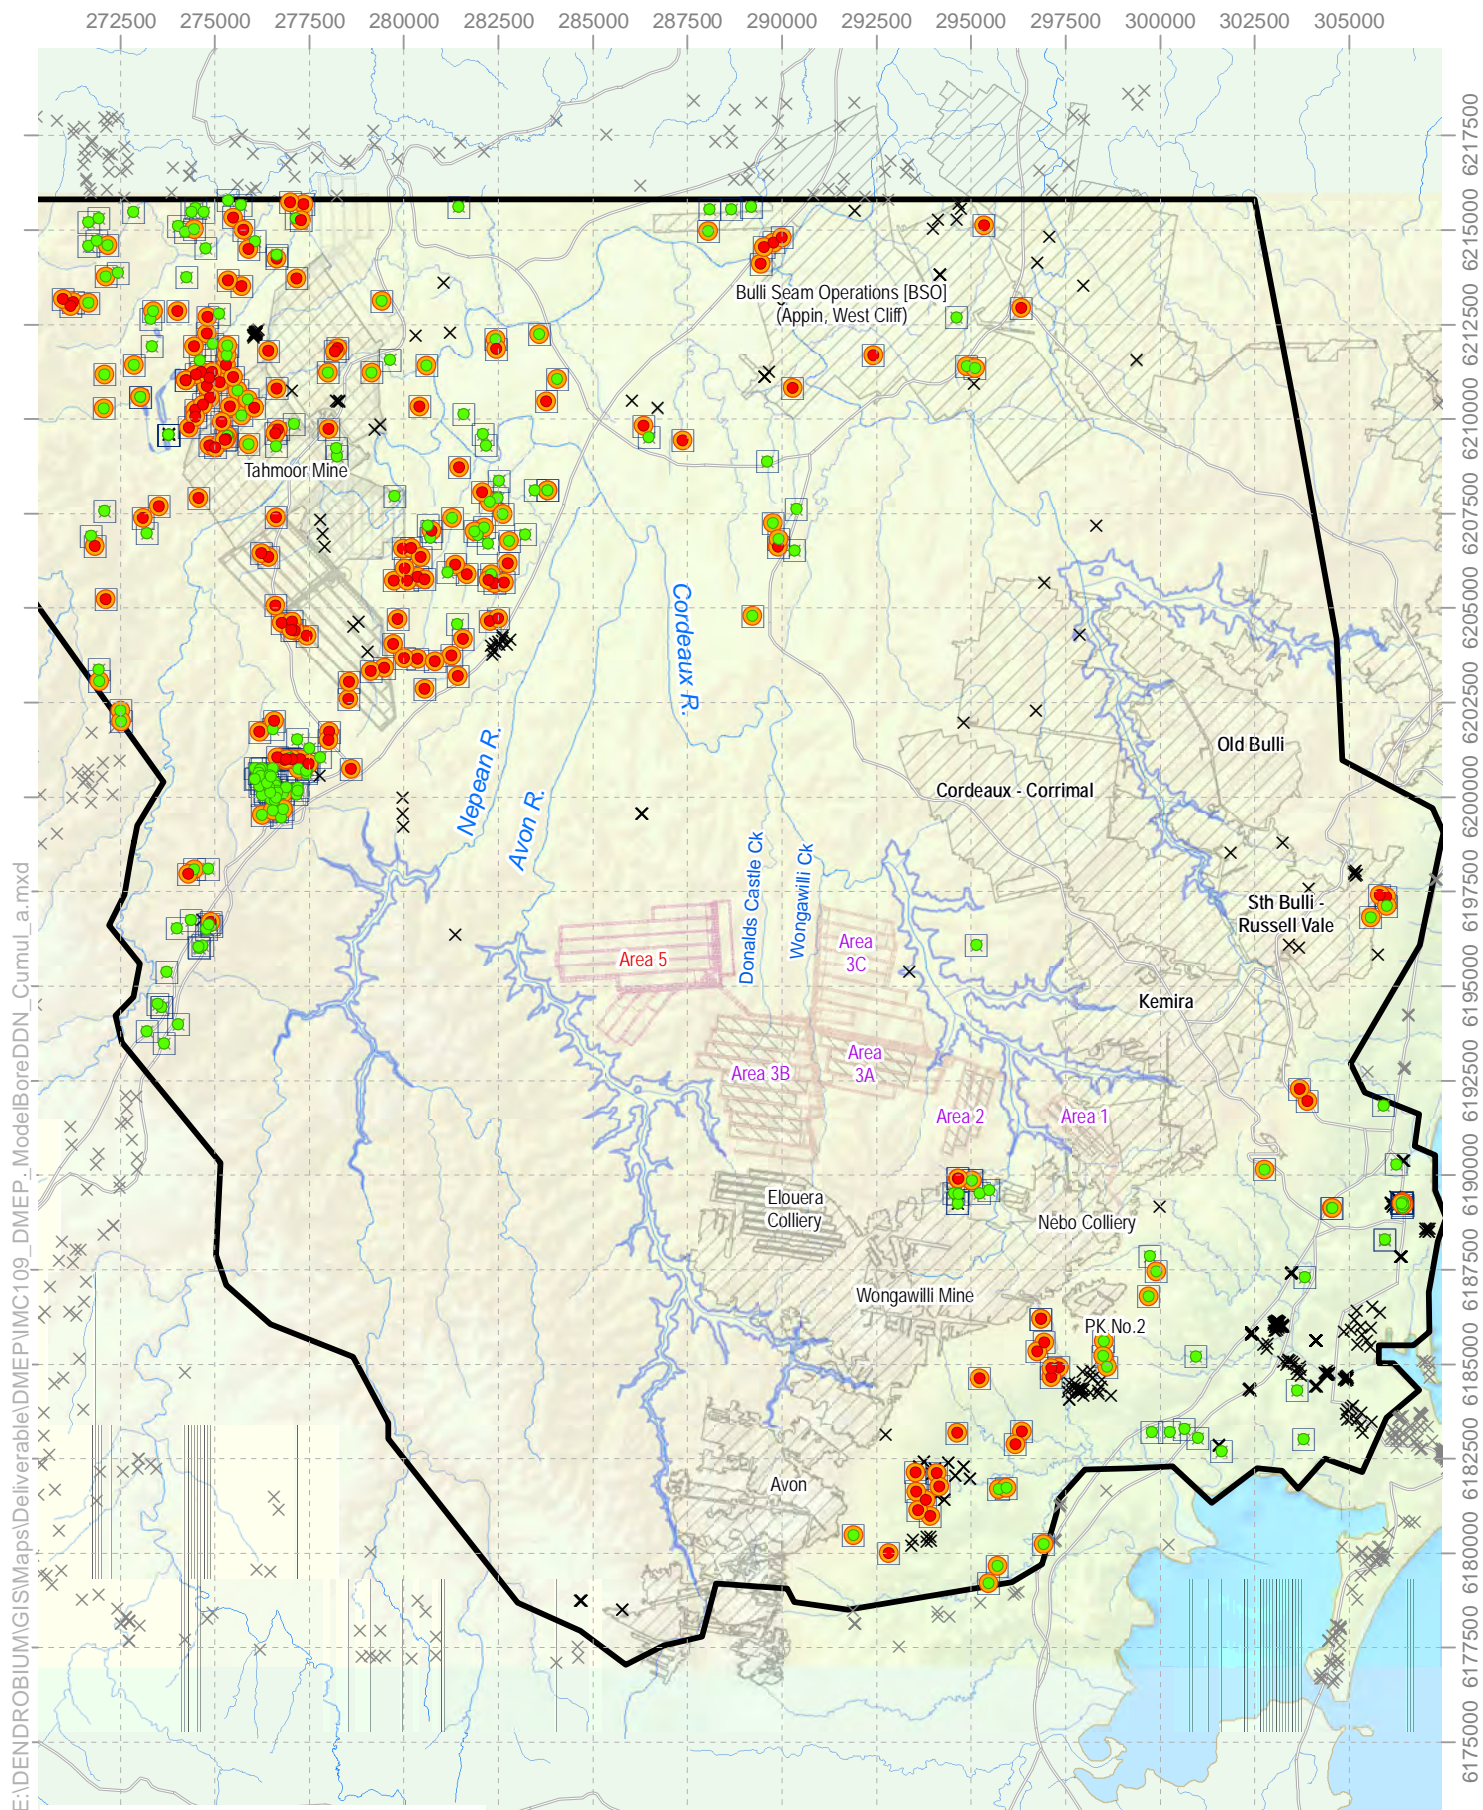 272500 275000 277500 280000 282500 285000 287500 290000 292500 295000 297500 300000 302500 305000
6217500
6215000
Bulli Seam Operations [BSO]
(Appin, West Cliff)
6212500
6210000
Tahmoor Mine
6207500
6205000
Cordeaux R.
6202500
Nepean R.
Avon R.
Old Bulli
Cordeaux - Corrimal
6200000
Donalds Castle Ck
Wongawilli Ck
6197500
Sth Bulli -
Russell Vale
Area 5
Area
3C
6195000
Kemira
Area 3B
Area
3A
6192500
Area 2
Area 1
6190000
Elouera
Colliery
Nebo Colliery
6187500
Wongawilli Mine
PK No.2
6185000
6182500
Avon
6180000
6177500
6175000
E:\DENDROBIUM\GIS\Maps\Deliverable\DMEP\IMC109_DMEP_ModelBoreDDN_Cumul_a.mxd